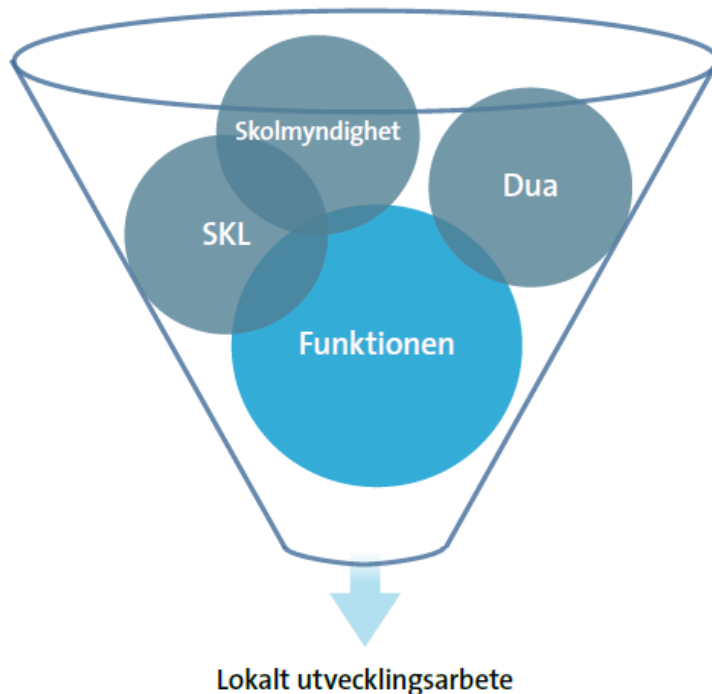 Skolmyndighet
Dua
SKL
Funktionen
Lokalt utvecklingsarbete